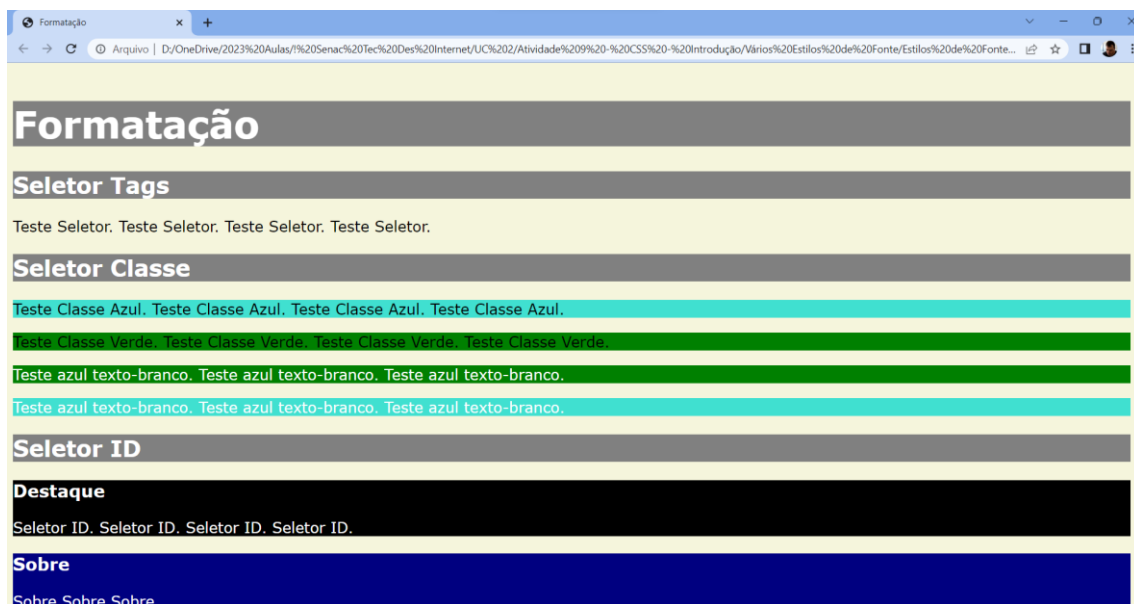 Formatação
Arquivo | D:/OneDrive/2023%20Aulas/!%20Senac%20Tec%20Des%20Internet/UC%202/Atividade%209%20-%20CSS%20-%20Introdução/Vários%20Estilos%20de%20Fonte/Estilos%20de%20Fonte...
Formatação
Seletor Tags
Teste Seletor. Teste Seletor. Teste Seletor. Teste Seletor.
Seletor Classe
Teste Classe Azul. Teste Classe Azul. Teste Classe Azul. Teste Classe Azul.
Teste Classe Verde. Teste Classe Verde. Teste Classe Verde. Teste Classe Verde.
Teste azul texto-branco. Teste azul texto-branco. Teste azul texto-branco.
Teste azul texto-branco. Teste azul texto-branco. Teste azul texto-branco.
Seletor ID
Destaque
Seletor ID. Seletor ID. Seletor ID. Seletor ID.
Sobre
Sobre Sobre Sobre